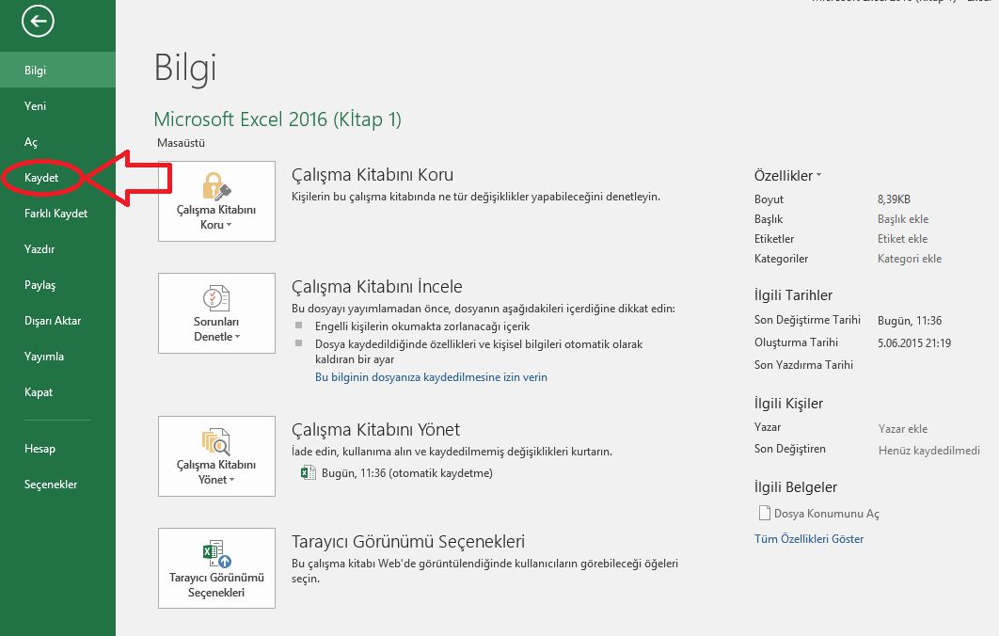 Bilgi
Yeni
Aç
Kaydet
Farklı Kaydet
Yazdır
Paylaş
Dışarı Aktar
Yayımla
Kapat
Hesap
Seçenekler
Bilgi
Microsoft Excel 2016 (Kİtap 1)
Masaüstü
Çalışma Kitabını
Koru
Çalışma Kitabını Koru
Kişilerin bu çalışma kitabında ne tür değişiklikler yapabileceğini denetleyin.
Sorunları
Denetle
Çalışma Kitabını İncele
Bu dosyayı yayımlamadan önce, dosyanın aşağıdakileri içerdiğine dikkat edin:
Engelli kişilerin okumakta zorlanacağı içerik
Dosya kaydedildiğinde özellikleri ve kişisel bilgileri otomatik olarak
kaldıran bir ayar
Bu bilginin dosyanıza kaydedilmesine izin verin
Çalışma Kitabını
Yönet
Çalışma Kitabını Yönet
İade edin, kullanıma alın ve kaydedilmemiş değişiklikleri kurtarın.
Bugün, 11:36 (otomatik kaydetme)
Tarayıcı Görünümü
Seçenekleri
Tarayıcı Görünümü Seçenekleri
Bu çalışma kitabı Web'de görüntülendiğinde kullanıcıların görebileceği öğeleri
seçin.
Özellikler
Boyut 8,39KB
Başlık Başlık ekle
Etiketler Etiket ekle
Kategoriler Kategori ekle
İlgili Tarihler
Son Değiştirme Tarihi Bugün, 11:36
Oluşturma Tarihi 5.06.2015 21:19
Son Yazdırma Tarihi
İlgili Kişiler
Yazar Yazar ekle
Son Değiştiren Henüz kaydedilmedi
İlgili Belgeler
Dosya Konumunu Aç
Tüm Özellikleri Göster